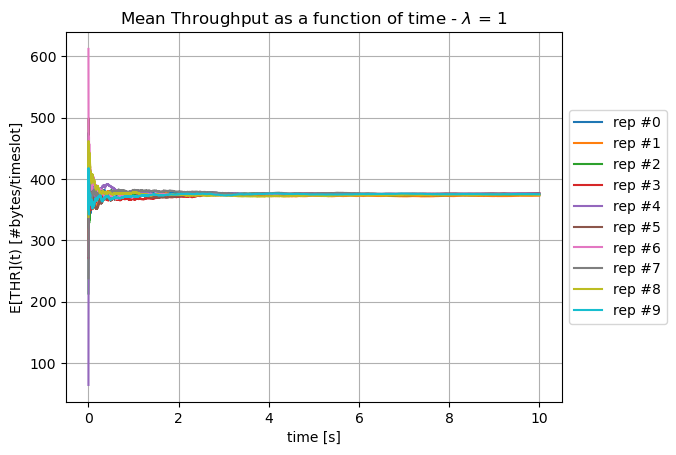 Mean Throughput as a function of time - λ = 1
E[THR](t) [#bytes/timeslot]
600
500
400
300
200
100
0
2
4
6
8
10
time [s]
rep #0
rep #1
rep #2
rep #3
rep #4
rep #5
rep #6
rep #7
rep #8
rep #9